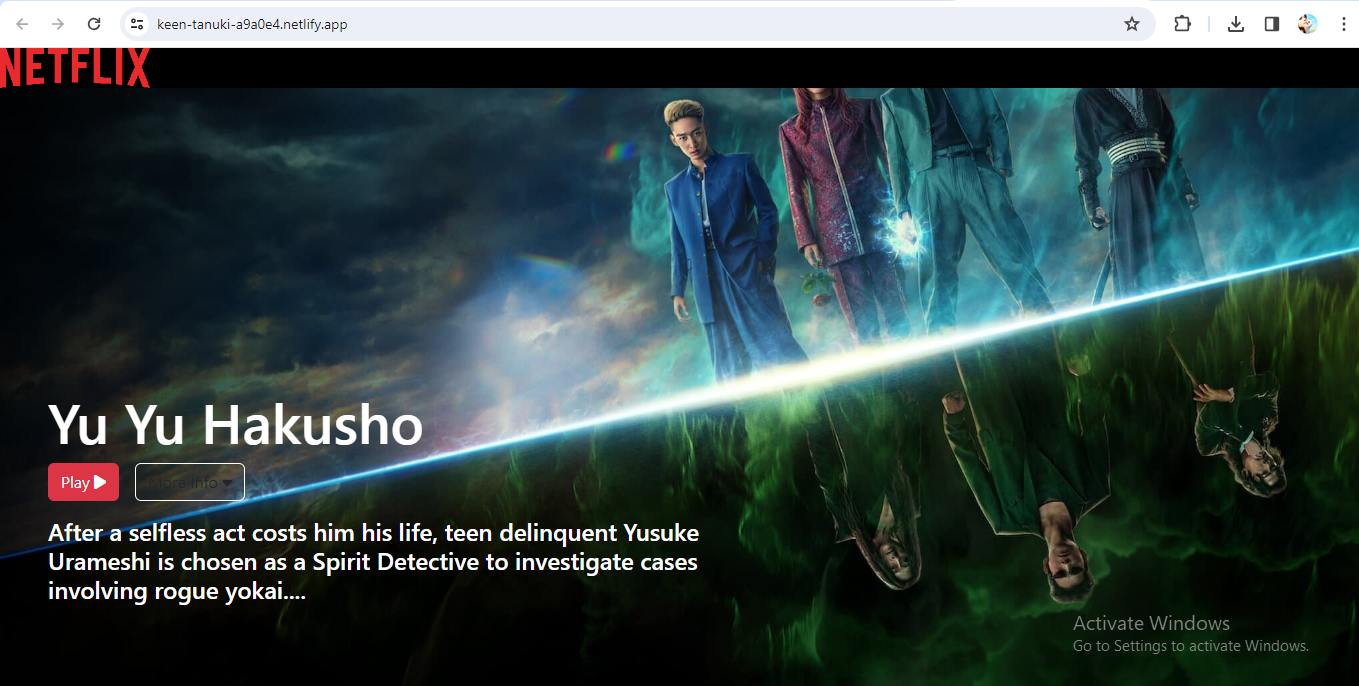 keen-tanuki-a9a0e4.netlify.app
NETFLIX
Yu Yu Hakusho
Play
More Info
After a selfless act costs him his life, teen delinquent Yusuke
Urameshi is chosen as a Spirit Detective to investigate cases
involving rogue yokai....
Activate Windows
Go to Settings to activate Windows.